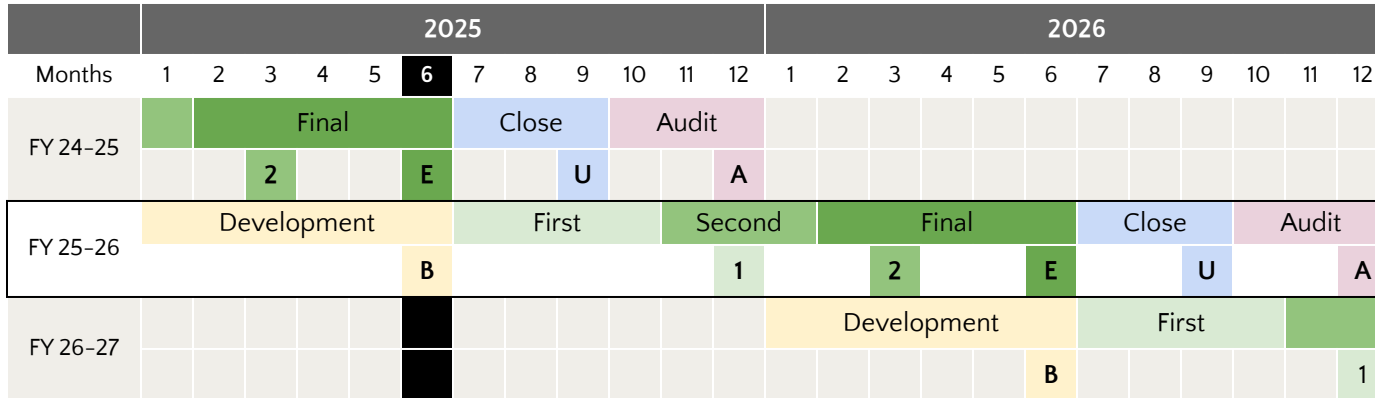 2025 2026
Months 1 2 3 4 5 6 7 8 9 10 11 12 1 2 3 4 5 6 7 8 9 10 11 12
FY 24–25
Final Close Audit
2 E U A
FY 25–26
Development First Second Final Close Audit
B 1 2 E U A
FY 26–27
Development First
B 1